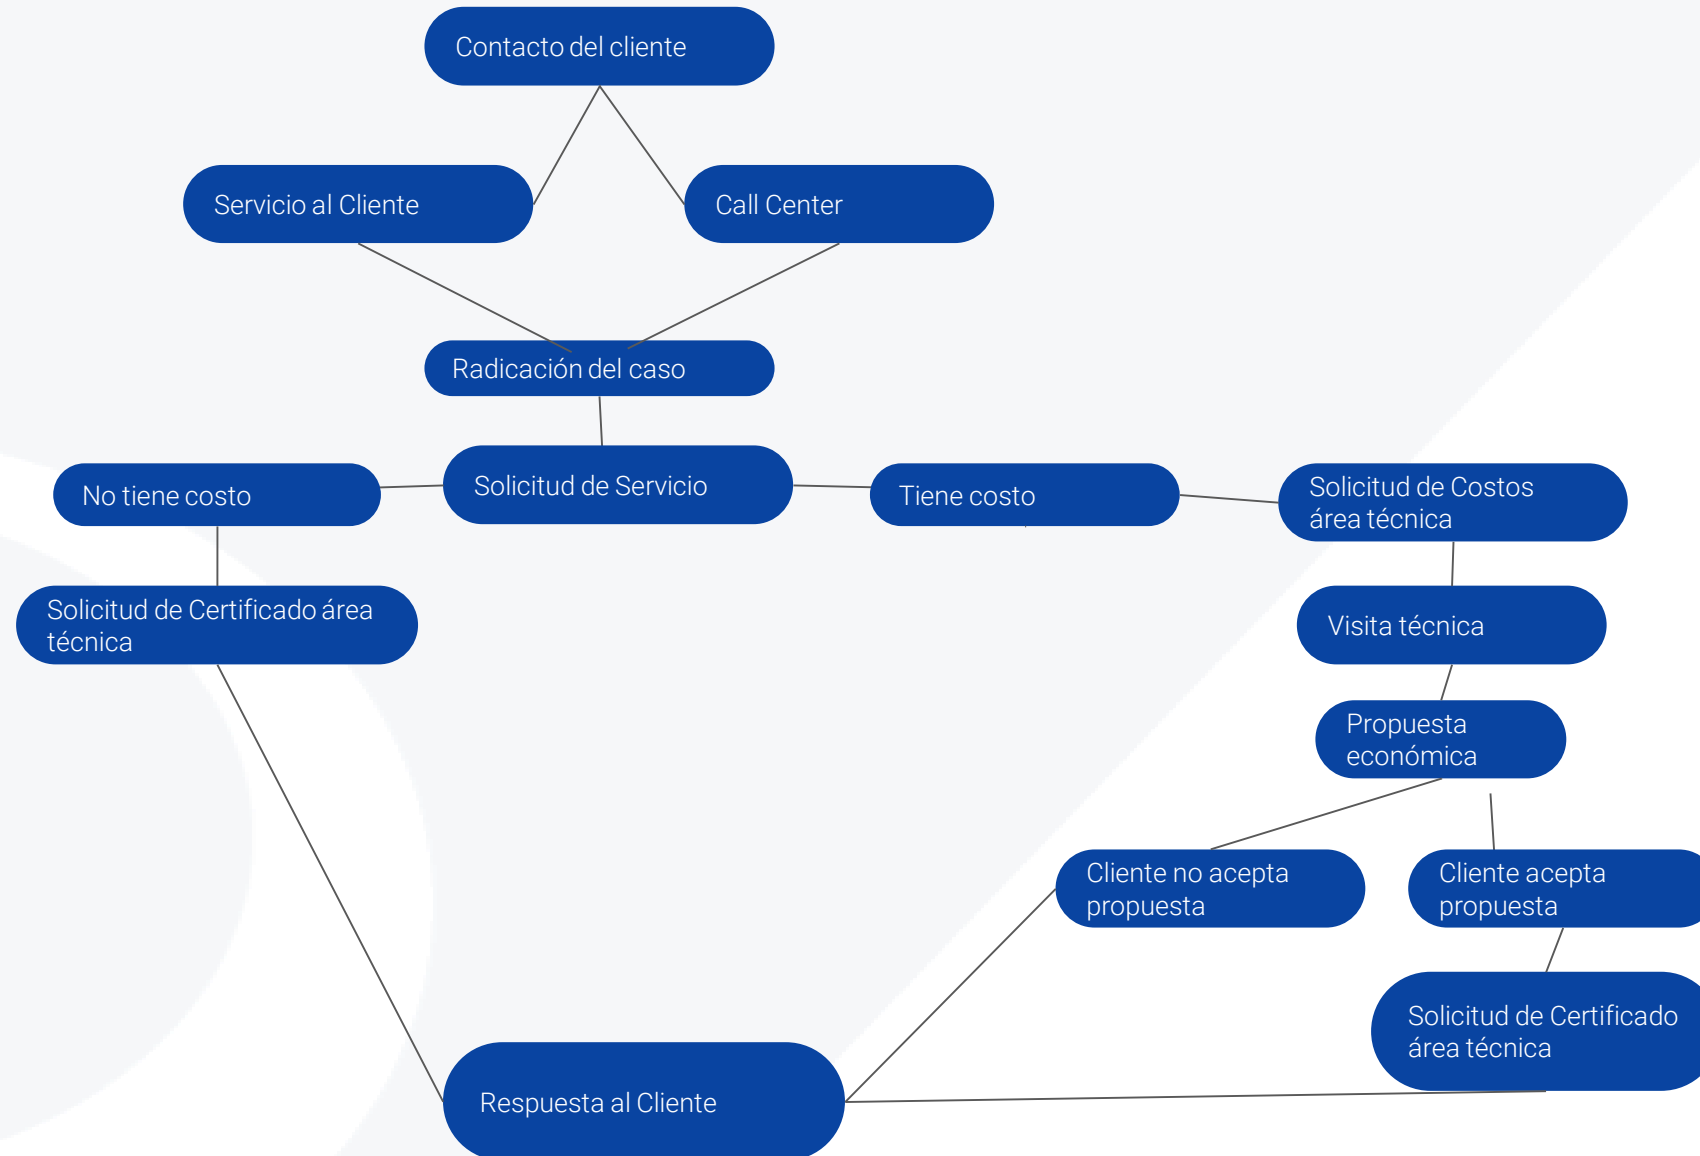 Contacto del cliente
Servicio al Cliente
Call Center
Radicación del caso
No tiene costo
Solicitud de Servicio
Tiene costo
Solicitud de Costos
área técnica
Solicitud de Certificado área
técnica
Visita técnica
Propuesta
económica
Cliente no acepta
propuesta
Cliente acepta
propuesta
Solicitud de Certificado
área técnica
Respuesta al Cliente